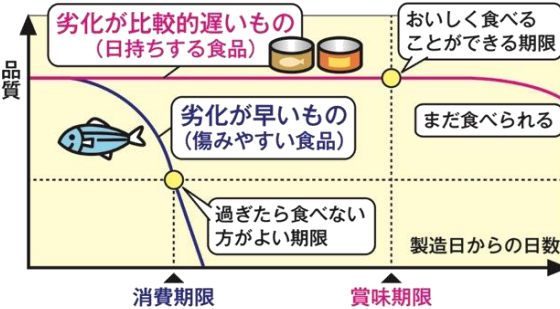 劣化が比較的遅いもの
（日持ちする食品）
おいしく食べる
ことができる期限
品質
劣化が早いもの
（傷みやすい食品）
まだ食べられる
過ぎたら食べない
方がよい期限
製造日からの日数
消費期限
賞味期限